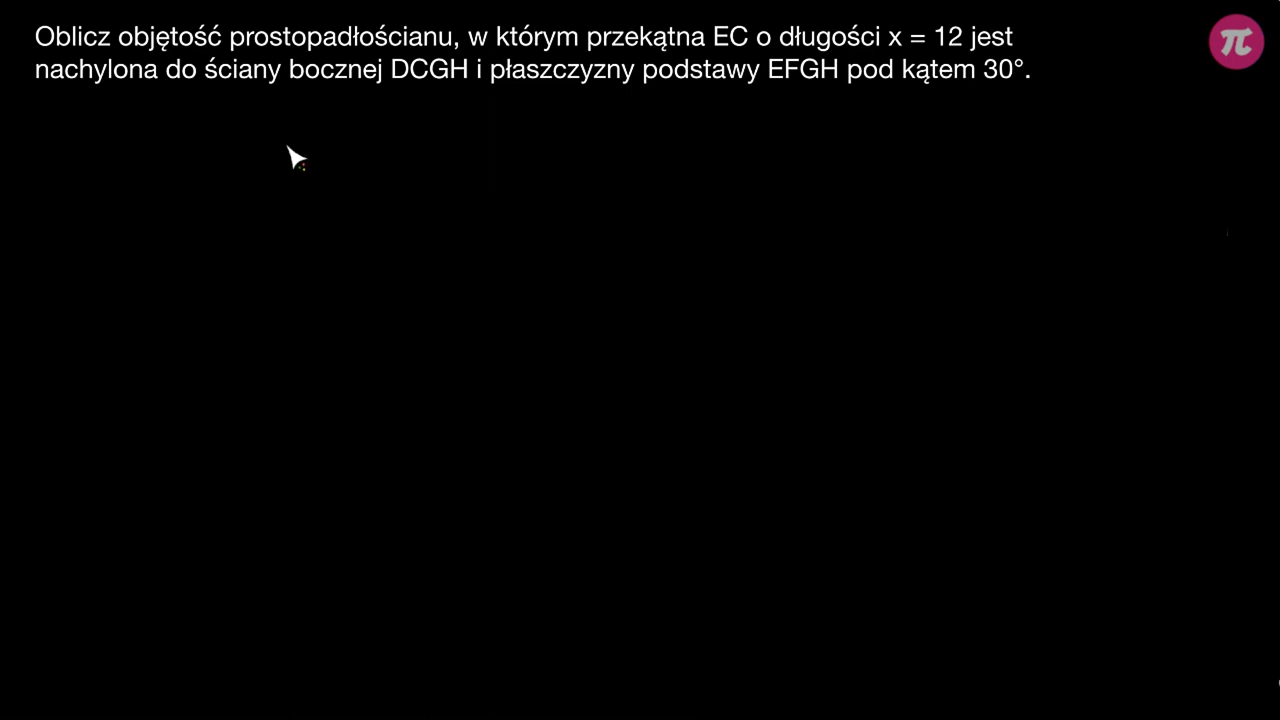 Oblicz objętość prostopadłościanu, w którym przekątna EC o długości x = 12 jest
nachylona do ściany bocznej DCGH i płaszczyzny podstawy EFGH pod kątem 30°.
π